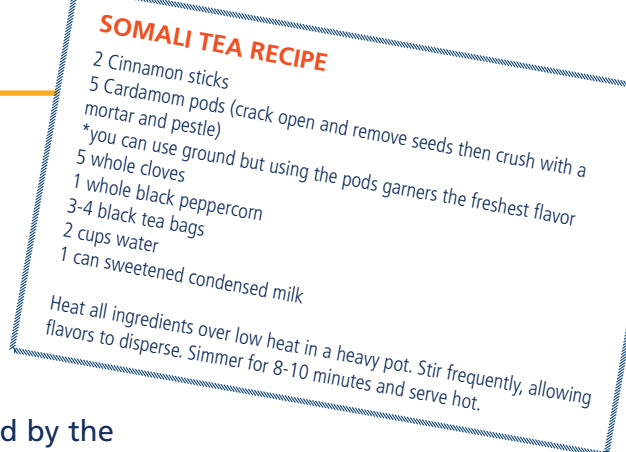 SOMALI TEA RECIPE
2 Cinnamon sticks
5 Cardamom pods (crack open and remove seeds then crush with a
mortar and pestle)
*you can use ground but using the pods garners the freshest flavor
5 whole cloves
1 whole black peppercorn
3-4 black tea bags
2 cups water
1 can sweetened condensed milk
Heat all ingredients over low heat in a heavy pot. Stir frequently, allowing
flavors to disperse. Simmer for 8-10 minutes and serve hot.
d by the